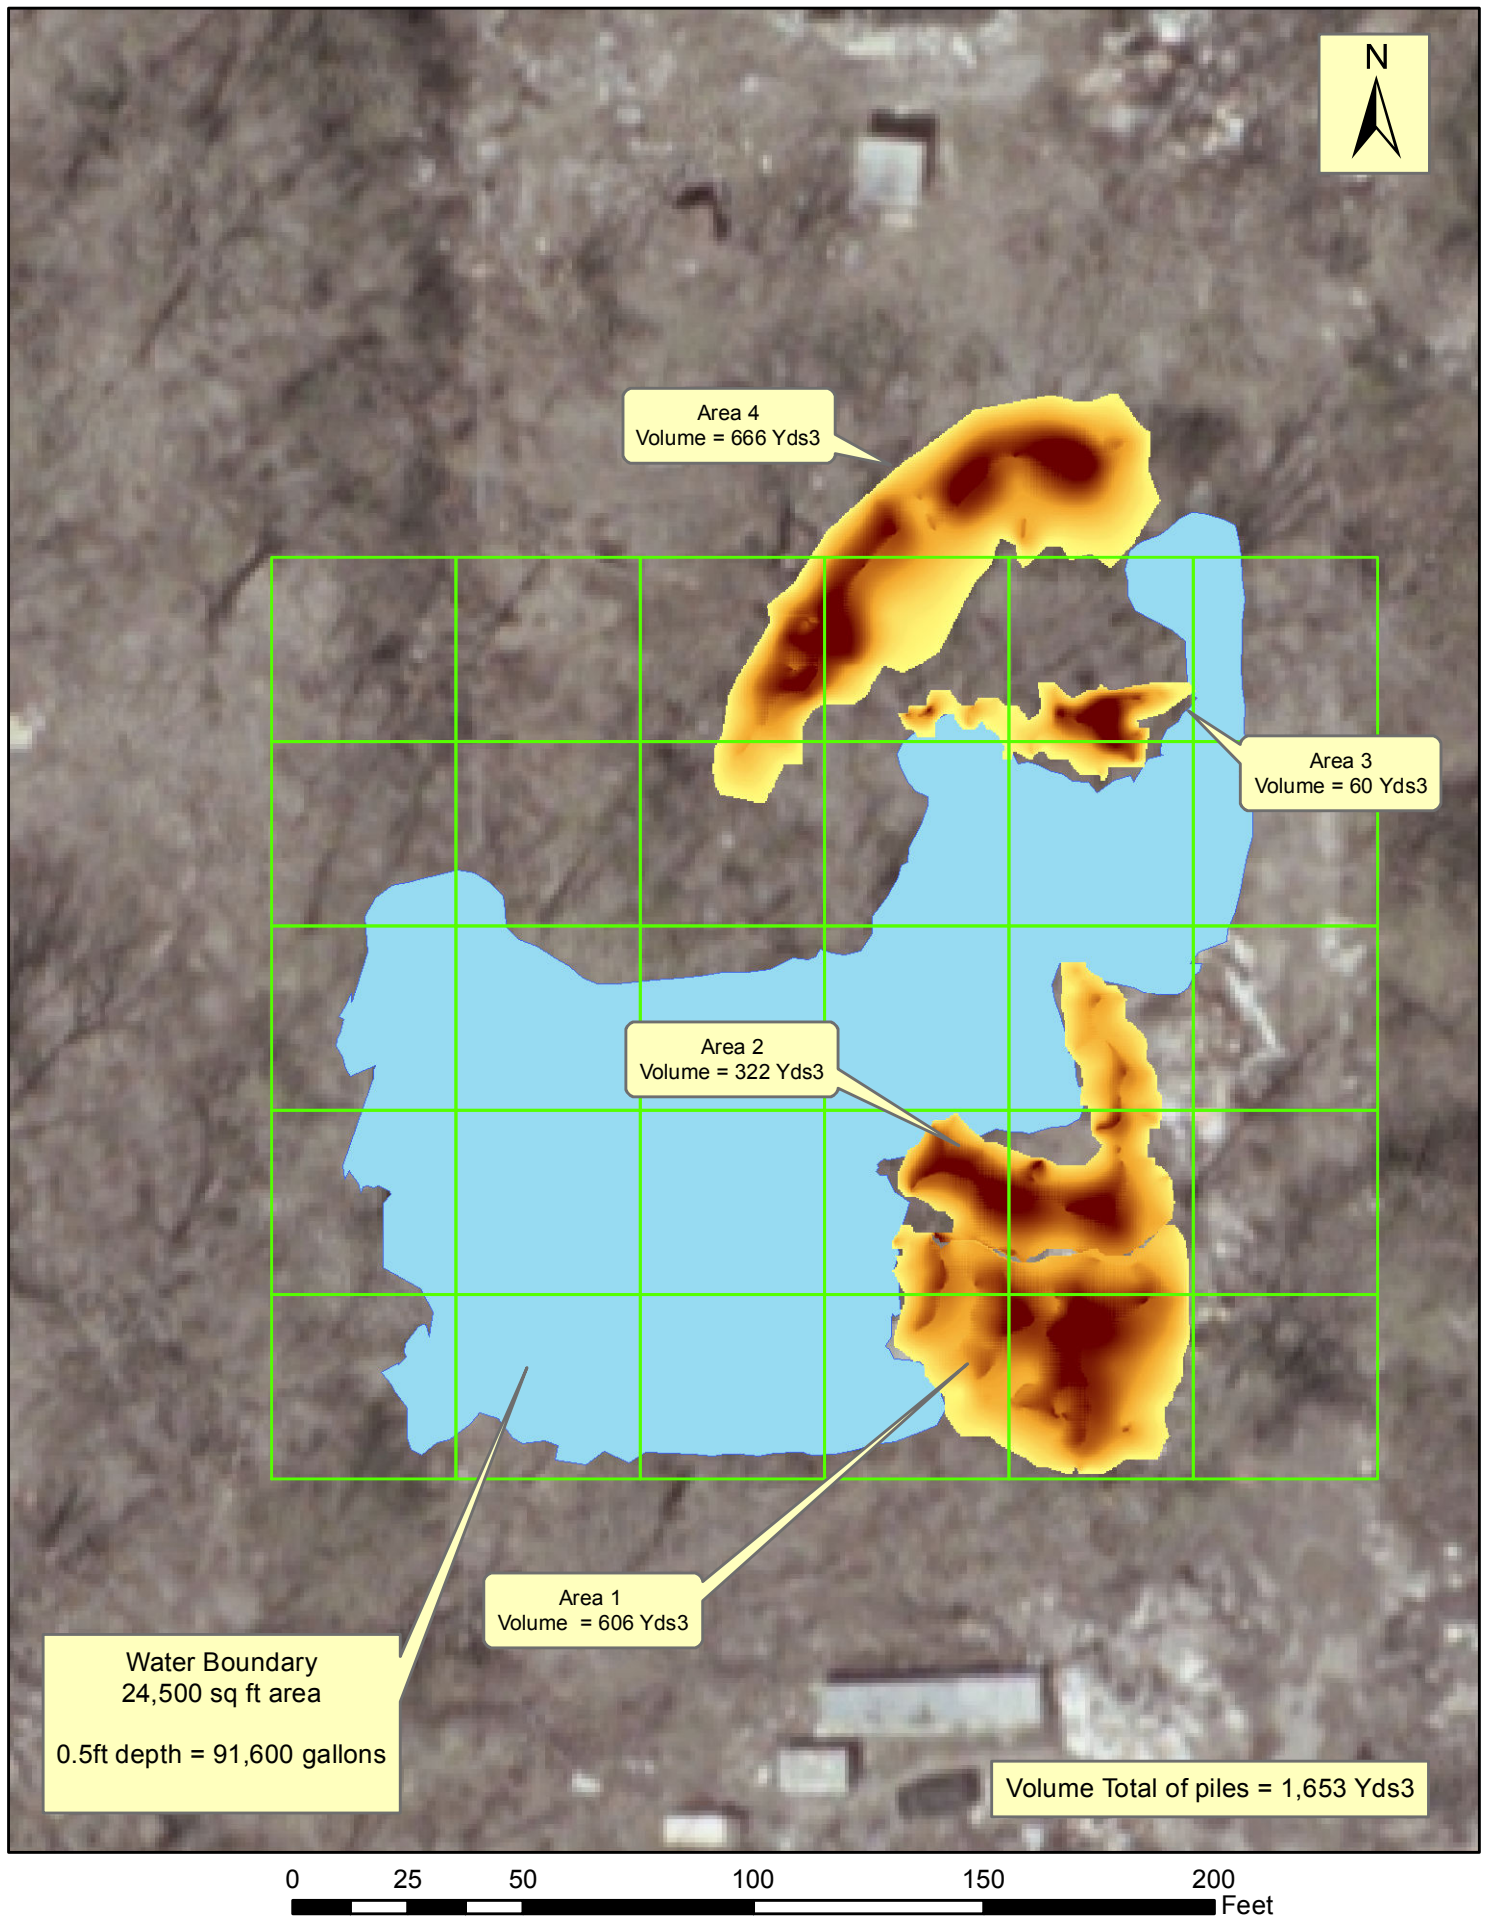 N
Area 4
Volume = 666 Yds3
Area 3
Volume = 60 Yds3
Area 2
Volume = 322 Yds3
Area 1
Volume  = 606 Yds3
Water Boundary
24,500 sq ft area
0.5ft depth = 91,600 gallons
Volume Total of piles = 1,653 Yds3
0 25 50 100 150 200
Feet